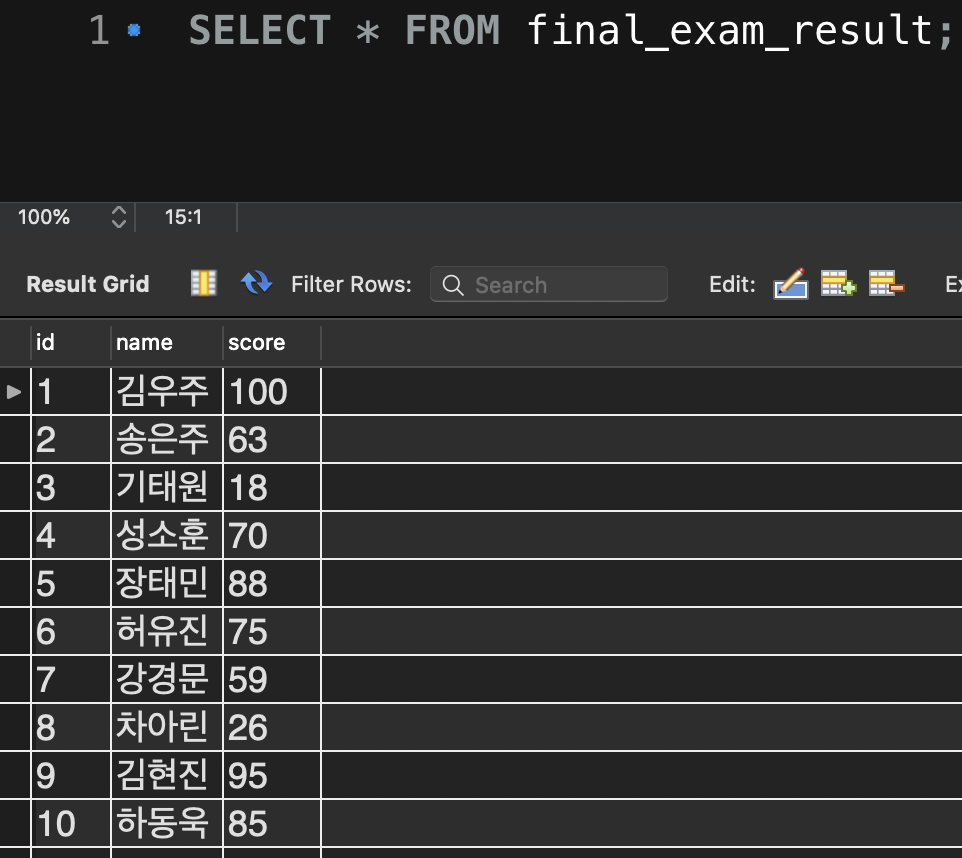 1 SELECT * FROM final_exam_result;
100% 15:1
Result Grid Filter Rows: Search Edit:
id name score
1 김우주 100
2 송은주 63
3 기태원 18
4 성소훈 70
5 장태민 88
6 허유진 75
7 강경문 59
8 차아린 26
9 김현진 95
10 하동욱 85